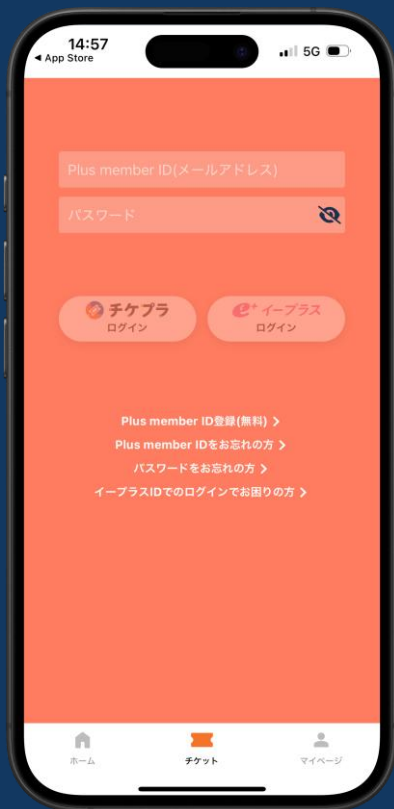 14:57
5G
◀ App Store
Plus member ID(メールアドレス)
パスワード
チケプラ
ログイン
e+ イープラス
ログイン
Plus member ID登録(無料) >
Plus member IDをお忘れの方 >
パスワードをお忘れの方 >
イープラスIDでのログインでお困りの方 >
ホーム
チケット
マイページ